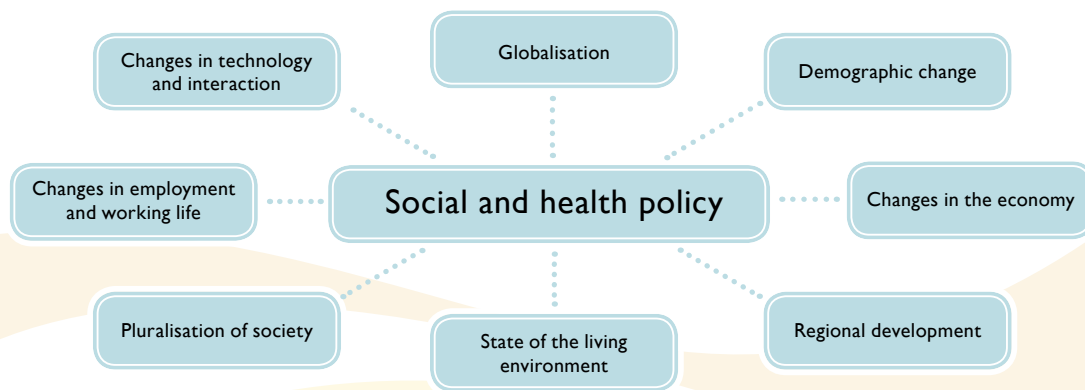 Globalisation
Changes in technology
and interaction
Demographic change
Changes in employment
and working life
Social and health policy
Changes in the economy
Pluralisation of society
State of the living
environment
Regional development